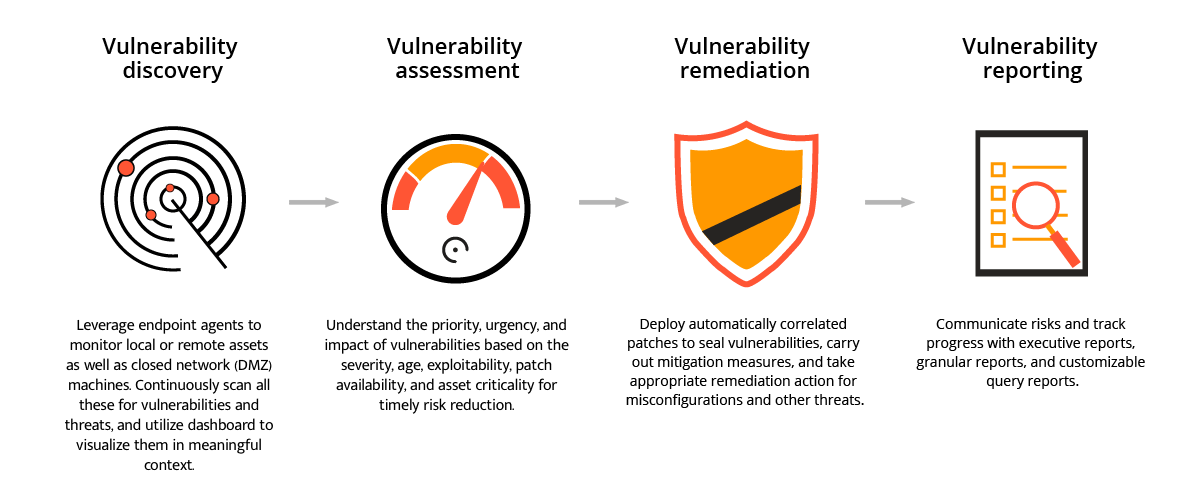 Vulnerability
discovery
Leverage endpoint agents to
monitor local or remote assets
as well as closed network (DMZ)
machines. Continuously scan all
these for vulnerabilities and
threats, and utilize dashboard to
visualize them in meaningful
context.
Vulnerability
assessment
Understand the priority, urgency, and
impact of vulnerabilities based on the
severity, age, exploitability, patch
availability, and asset criticality for
timely risk reduction.
Vulnerability
remediation
Deploy automatically correlated
patches to seal vulnerabilities, carry
out mitigation measures, and take
appropriate remediation action for
misconfigurations and other threats.
Vulnerability
reporting
Communicate risks and track
progress with executive reports,
granular reports, and customizable
query reports.